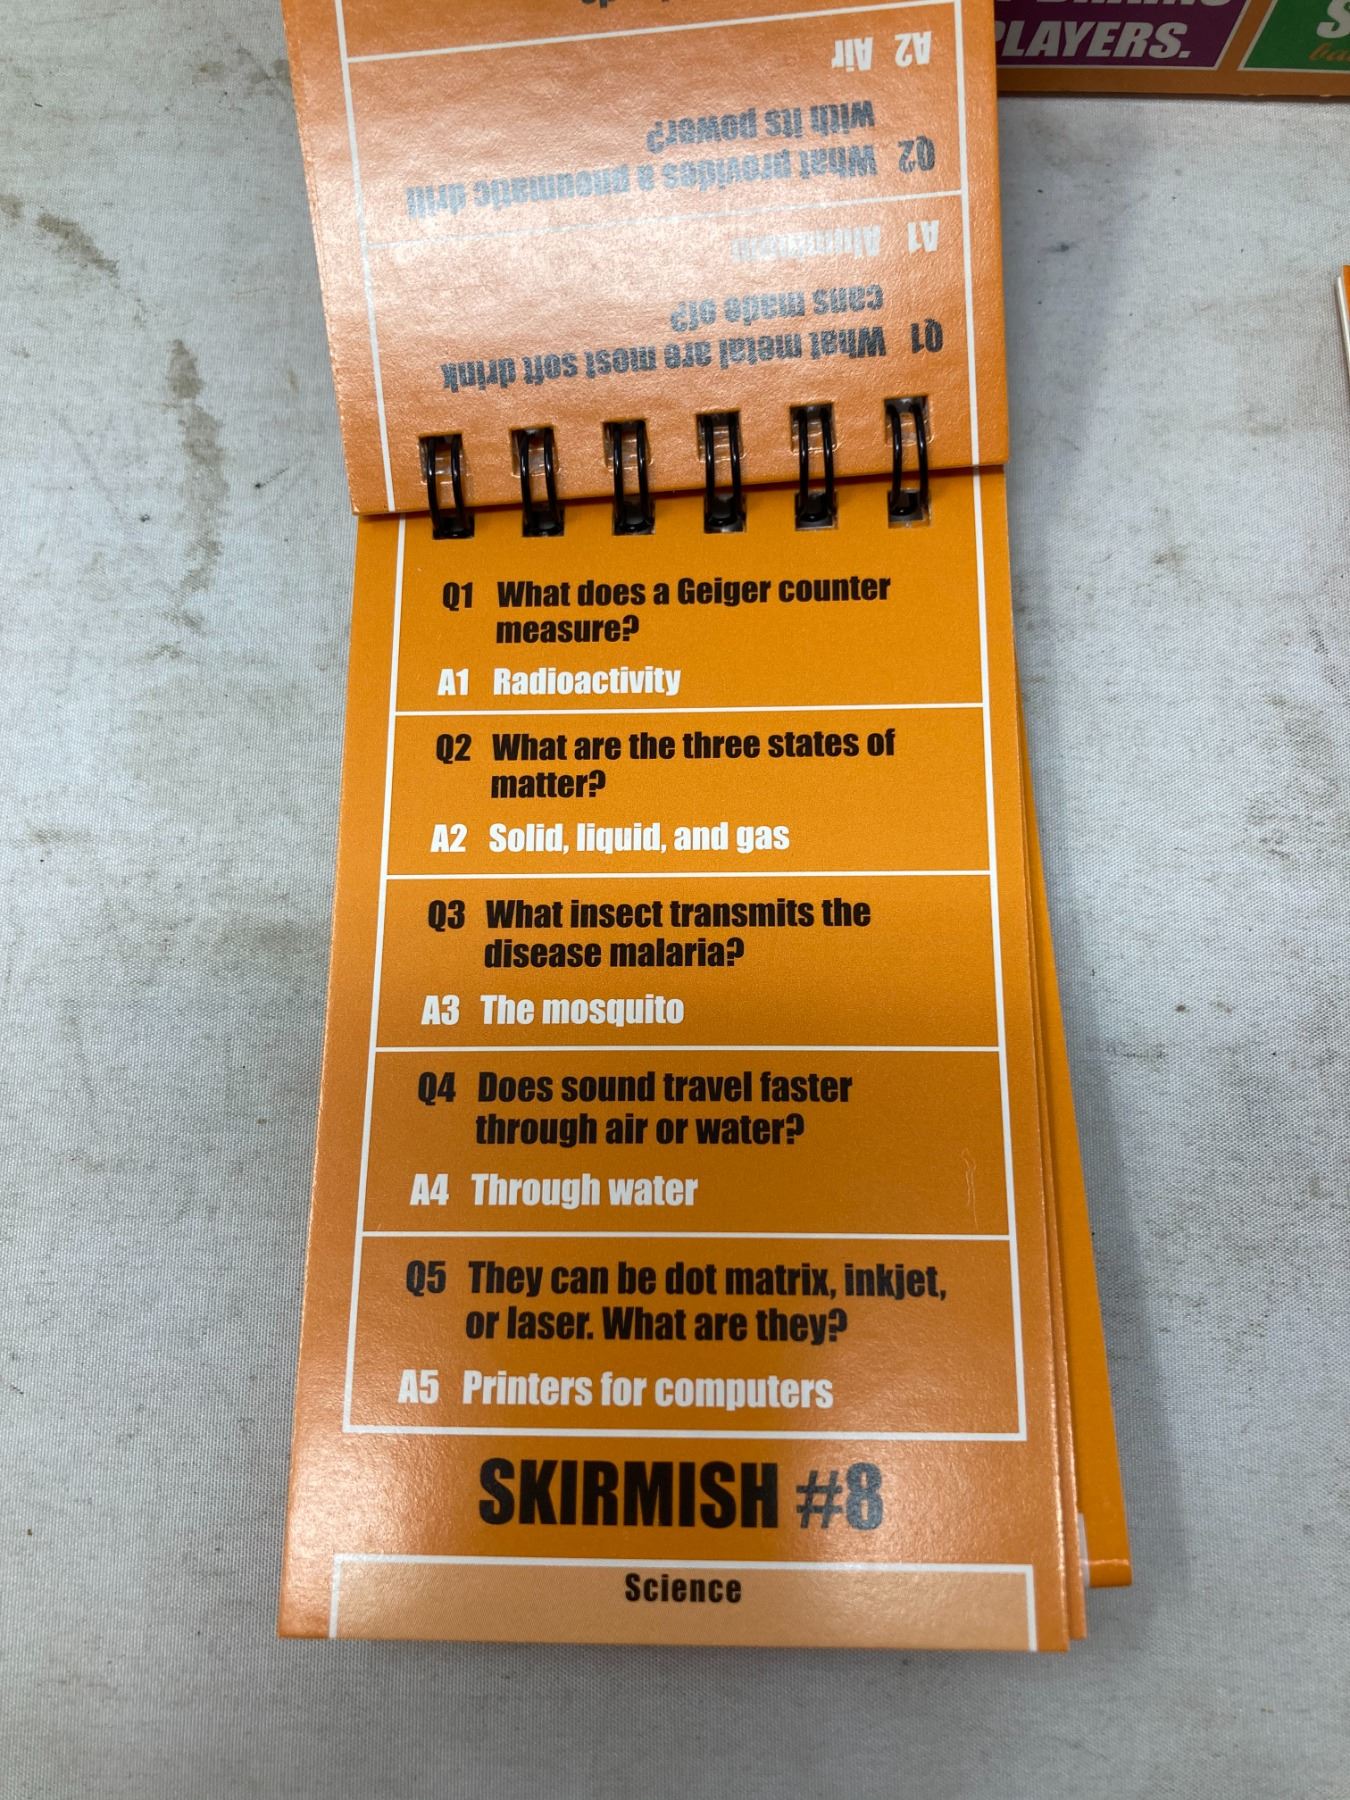 PLAYERS.
A2 Air
Q2 What provides a pneumatic drill
with its power?
A1 Aluminum
Q1 What metal are most soft drink
cans made of?
Q1 What does a Geiger counter
measure?
A1 Radioactivity
Q2 What are the three states of
matter?
A2 Solid, liquid, and gas
Q3 What insect transmits the
disease malaria?
A3 The mosquito
Q4 Does sound travel faster
through air or water?
A4 Through water
Q5 They can be dot matrix, inkjet,
or laser. What are they?
A5 Printers for computers
SKIRMISH #8
Science